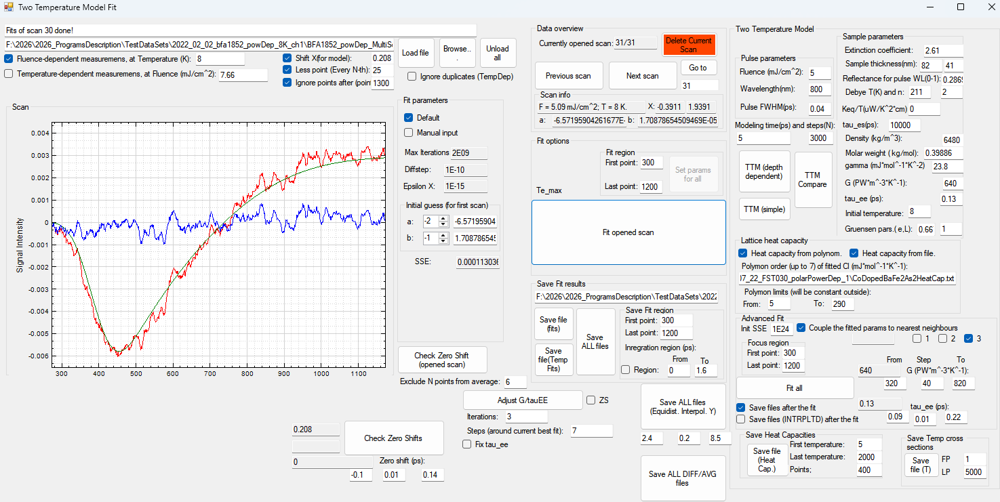 Two Temperature Model Fit
Fits of scan 30 done!
F:\2026\2026_ProgramsDescription\TestDataSets\2022_02_02_bfa1852_powDep_8K_ch1\BFA1852_powDep_MultiSc
Fluence-dependent measuremens, at Temperature (K): 8
Temperature-dependent measuremens, at Fluence (mJ/cm^2): 7.66
Shift X(for model): 0.208
Less point (Every N-th): 25
Ignore points after (point 1300
Load file
Browse..
.
Unload
all
Ignore duplicates (TempDep)
Scan
Signal Intensity
0.004
0.003
0.002
0.001
0
-0.001
-0.002
-0.003
-0.004
-0.005
-0.006
300 400 500 600 700 800 900 1000 1100
Fit parameters
Default
Manual input
Max Iterations 2E09
Diffstep: 1E-10
Epsilon X: 1E-15
Initial guess (for first scan)
a: -2 -6.57195904
b: -1 1.708786545
SSE: 0.000113036
Check Zero Shift
(opened scan)
Exclude N points from average: 6
Adjust G/tauEE
ZS
Iterations: 3
Steps (around current best fit): 7
Fix tau_ee
0.208
0
Check Zero Shifts
Zero shift (ps):
-0.1 0.01 0.14
Data overview
Currently opened scan: 31/31
Delete Current
Scan
Previous scan
Next scan
Go to
31
Scan info
F = 5.09 mJ/cm^2; T = 8 K. X: -0.3911 1.9391
a: -6.57195904261677E- b: 1.70878654509469E-05
Fit options
Te_max
Fit region
First point: 300
Last point: 1200
Set params
for all
Fit opened scan
Save Fit results
F:\2026\2026_ProgramsDescription\TestDataSets\2022
Save file
(fits)
Save
file(Temp
Fits)
Save
ALL files
Save Fit region
First point: 300
Last point: 1200
Inregration region (ps):
From To
Region: 0 1.6
Save ALL files
(Equidist. Interpol. Y)
2.4 0.2 8.5
Save ALL DIFF/AVG
files
Two Temperature Model
Pulse parameters
Fluence (mJ/cm^2): 5
Wavelength(nm): 800
Pulse FWHM(ps): 0.04
Modeling time(ps) and steps(N):
5 3000
TTM (depth
dependent)
TTM (simple)
TTM
Compare
Sample parameters
Extinction coefficient: 2.61
Sample thickness(nm): 82 41
Reflectance for pulse WL(0-1): 0.2869
Debye T(K) and n: 211 2
Keq/T(uW/K^2*cm) 0
tau_es(ps): 10000
Density (kg/m^3): 6480
Molar weight ( kg/mol): 0.39886
gamma (mJ*mol^-1*K^-2) 23.8
G (PW*m^-3*K^-1): 640
tau_ee (ps): 0.13
Initial temperature: 8
Gruensen pars.( e,L): 0.66 1
Lattice heat capacity
Heat capacity from polynom.
Heat capacity from file.
Polymon order (up to 7) of fitted Cl (mJ*mol^-1*K^-1):
07_22_FST030_polarPowerDep_1\CoDopedBaFe2As2HeatCap.txt
Polymon limits (will be constant outside):
From: 5 To: 290
Advanced Fit
Init SSE 1E24
Couple the fitted params to nearest neighbours
1 2 3
Focus region
First point: 300
Last point: 1200
From Step To
640 G (PW*m^-3*K^-1):
320 40 820
Fit all
0.13 tau_ee (ps):
0.09 0.01 0.22
Save files after the fit
Save files (INTRPLTD) after the fit
Save Heat Capacities
Save file
(Heat
Cap.)
First temperature: 5
Last temperature: 2000
Points; 400
Save Temp cross
sections
Save
file (T)
FP 1
LP 5000